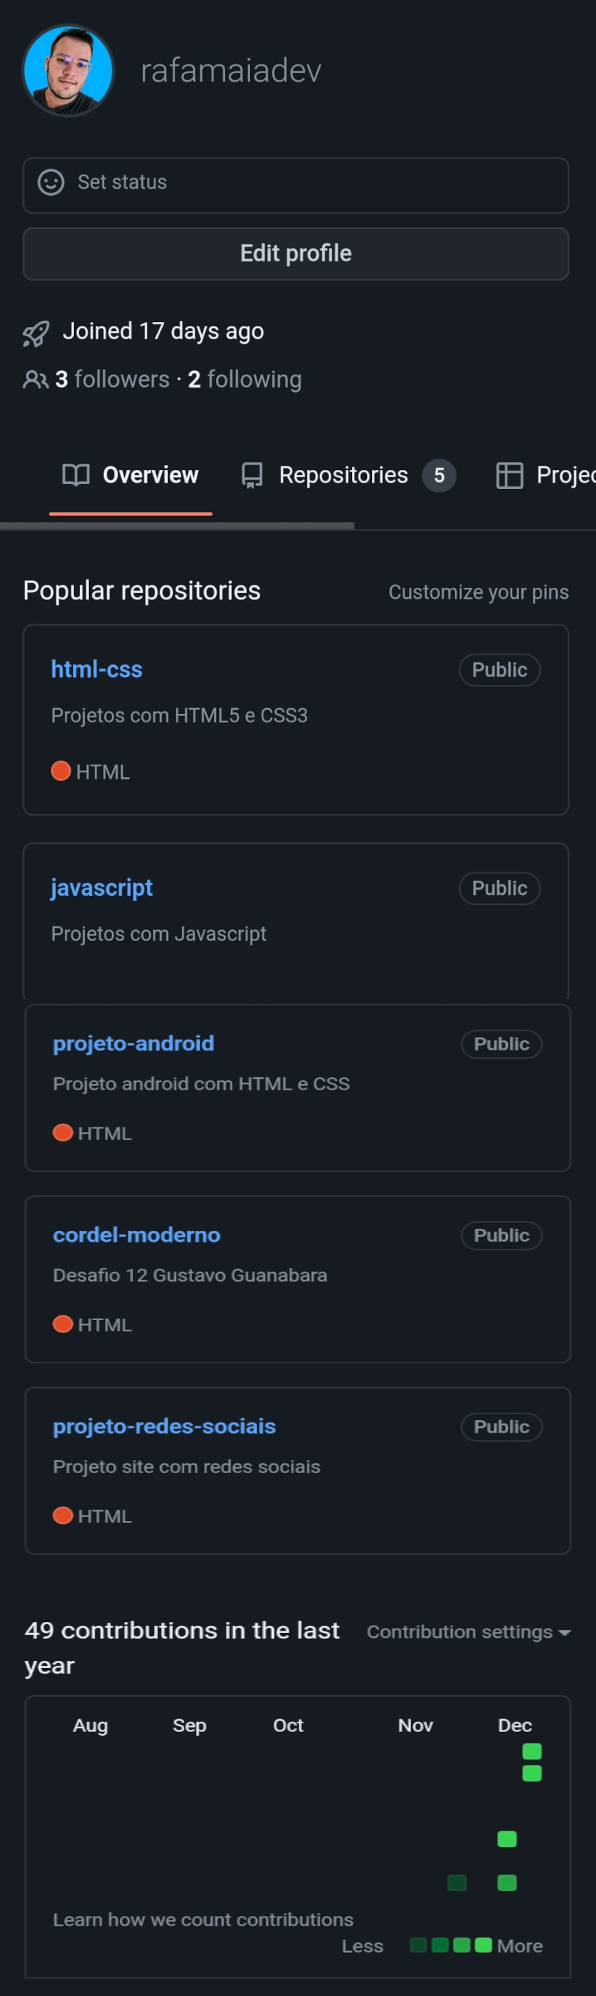 rafamaiadev
Set status
Edit profile
Joined 17 days ago
3 followers · 2 following
Overview Repositories 5 Projec
Popular repositories Customize your pins
html-css Public
Projetos com HTML5 e CSS3
HTML
javascript Public
Projetos com Javascript
projeto-android Public
Projeto android com HTML e CSS
HTML
cordel-moderno Public
Desafio 12 Gustavo Guanabara
HTML
projeto-redes-sociais Public
Projeto site com redes sociais
HTML
49 contributions in the last Contribution settings
year
Aug Sep Oct Nov Dec
Learn how we count contributions
Less More